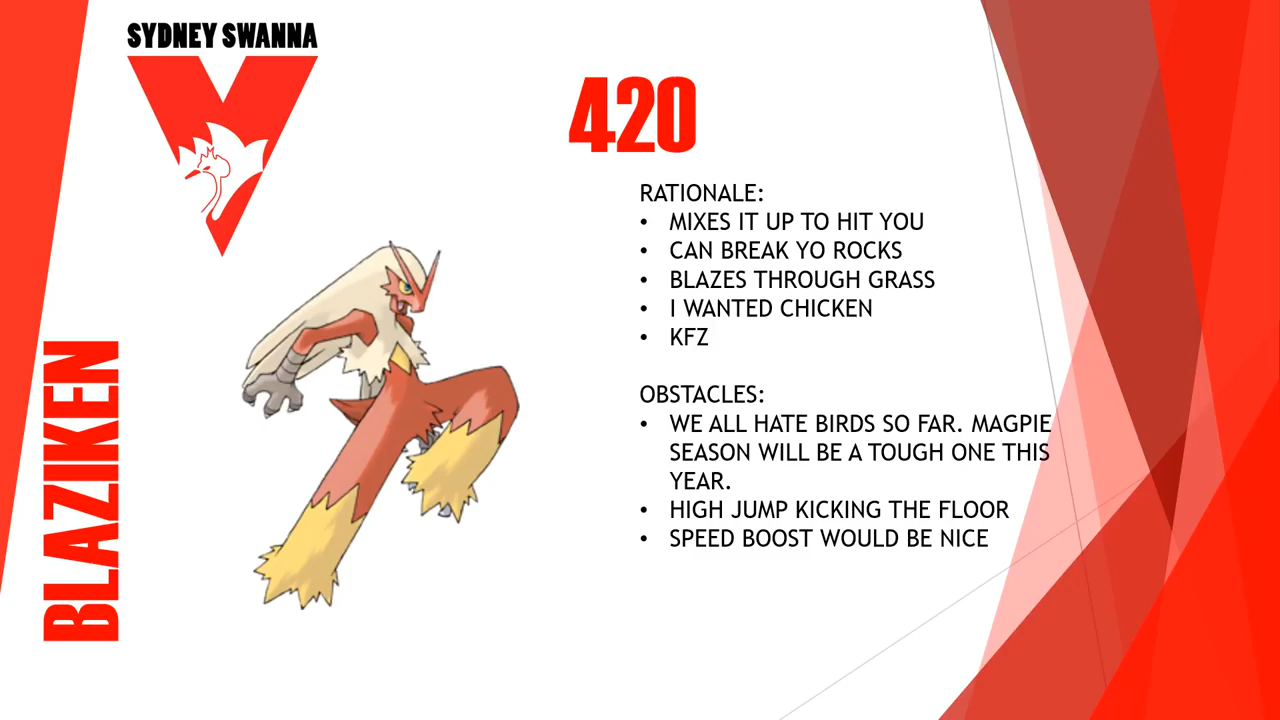 SYDNEY SWANNA
420
RATIONALE:
• MIXES IT UP TO HIT YOU
• CAN BREAK YO ROCKS
• BLAZES THROUGH GRASS
• I WANTED CHICKEN
• KFZ
OBSTACLES:
• WE ALL HATE BIRDS SO FAR. MAGPIE
SEASON WILL BE A TOUGH ONE THIS
YEAR.
• HIGH JUMP KICKING THE FLOOR
• SPEED BOOST WOULD BE NICE
BLAZIKEN